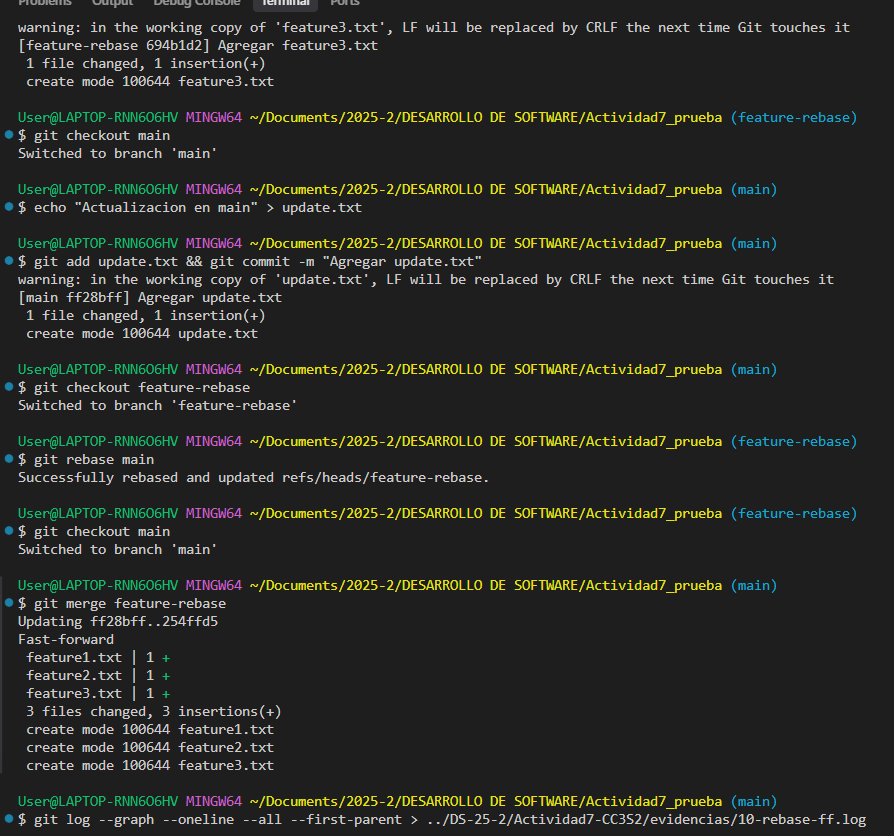 Problems Output Debug Console Terminal Ports
warning: in the working copy of 'feature3.txt', LF will be replaced by CRLF the next time Git touches it
[feature-rebase 694b1d2] Agregar feature3.txt
 1 file changed, 1 insertion(+)
 create mode 100644 feature3.txt
User@LAPTOP-RNN6O6HV MINGW64 ~/Documents/2025-2/DESARROLLO DE SOFTWARE/Actividad7_prueba (feature-rebase)
$ git checkout main
Switched to branch 'main'
User@LAPTOP-RNN6O6HV MINGW64 ~/Documents/2025-2/DESARROLLO DE SOFTWARE/Actividad7_prueba (main)
$ echo "Actualizacion en main" > update.txt
User@LAPTOP-RNN6O6HV MINGW64 ~/Documents/2025-2/DESARROLLO DE SOFTWARE/Actividad7_prueba (main)
$ git add update.txt && git commit -m "Agregar update.txt"
warning: in the working copy of 'update.txt', LF will be replaced by CRLF the next time Git touches it
[main ff28bff] Agregar update.txt
 1 file changed, 1 insertion(+)
 create mode 100644 update.txt
User@LAPTOP-RNN6O6HV MINGW64 ~/Documents/2025-2/DESARROLLO DE SOFTWARE/Actividad7_prueba (main)
$ git checkout feature-rebase
Switched to branch 'feature-rebase'
User@LAPTOP-RNN6O6HV MINGW64 ~/Documents/2025-2/DESARROLLO DE SOFTWARE/Actividad7_prueba (feature-rebase)
$ git rebase main
Successfully rebased and updated refs/heads/feature-rebase.
User@LAPTOP-RNN6O6HV MINGW64 ~/Documents/2025-2/DESARROLLO DE SOFTWARE/Actividad7_prueba (feature-rebase)
$ git checkout main
Switched to branch 'main'
User@LAPTOP-RNN6O6HV MINGW64 ~/Documents/2025-2/DESARROLLO DE SOFTWARE/Actividad7_prueba (main)
$ git merge feature-rebase
Updating ff28bff..254ffd5
Fast-forward
 feature1.txt | 1 +
 feature2.txt | 1 +
 feature3.txt | 1 +
 3 files changed, 3 insertions(+)
 create mode 100644 feature1.txt
 create mode 100644 feature2.txt
 create mode 100644 feature3.txt
User@LAPTOP-RNN6O6HV MINGW64 ~/Documents/2025-2/DESARROLLO DE SOFTWARE/Actividad7_prueba (main)
$ git log --graph --oneline --all --first-parent > ../DS-25-2/Actividad7-CC3S2/evidencias/10-rebase-ff.log